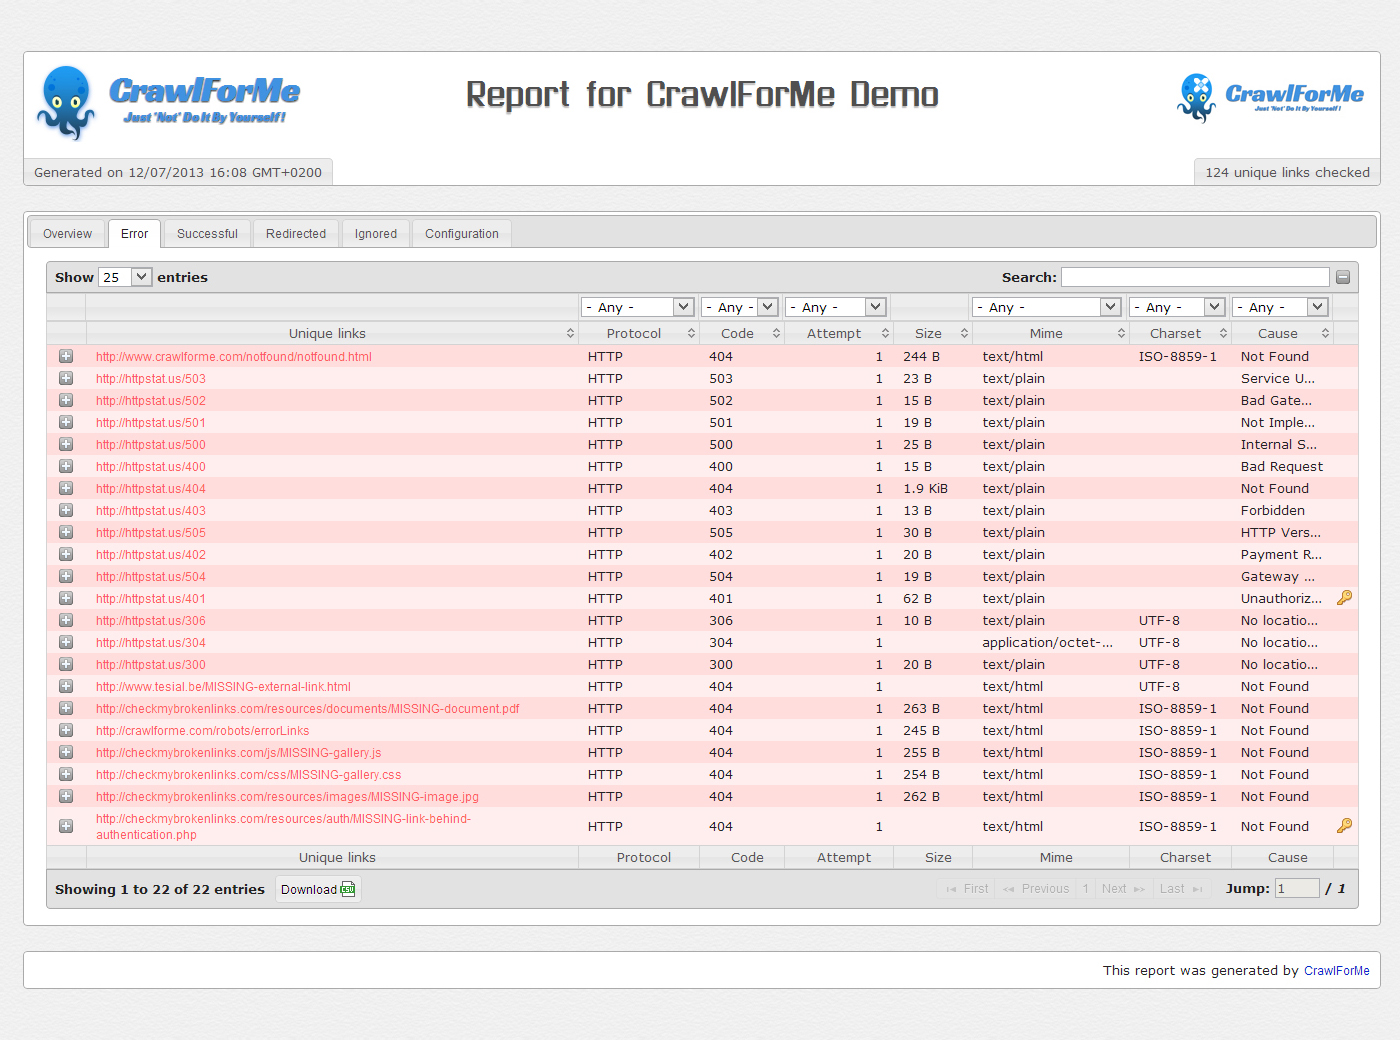 CrawlForMe
Just 'Not' Do It By Yourself !
Report for CrawlForMe Demo
CrawlForMe
Just 'Not' Do It By Yourself !
Generated on 12/07/2013 16:08 GMT+0200
124 unique links checked
Overview Error Successful Redirected Ignored Configuration
Show 25 entries Search:
- Any - - Any - - Any - - Any - - Any - - Any -
Unique links Protocol Code Attempt Size Mime Charset Cause
http://www.crawlforme.com/notfound/notfound.html HTTP 404 1 244 B text/html ISO-8859-1 Not Found
http://httpstat.us/503 HTTP 503 1 23 B text/plain Service U...
http://httpstat.us/502 HTTP 502 1 15 B text/plain Bad Gate...
http://httpstat.us/501 HTTP 501 1 19 B text/plain Not Imple...
http://httpstat.us/500 HTTP 500 1 25 B text/plain Internal S...
http://httpstat.us/400 HTTP 400 1 15 B text/plain Bad Request
http://httpstat.us/404 HTTP 404 1 1.9 KiB text/plain Not Found
http://httpstat.us/403 HTTP 403 1 13 B text/plain Forbidden
http://httpstat.us/505 HTTP 505 1 30 B text/plain HTTP Vers...
http://httpstat.us/402 HTTP 402 1 20 B text/plain Payment R...
http://httpstat.us/504 HTTP 504 1 19 B text/plain Gateway ...
http://httpstat.us/401 HTTP 401 1 62 B text/plain Unauthoriz...
http://httpstat.us/306 HTTP 306 1 10 B text/plain UTF-8 No locatio...
http://httpstat.us/304 HTTP 304 1 application/octet-... UTF-8 No locatio...
http://httpstat.us/300 HTTP 300 1 20 B text/plain UTF-8 No locatio...
http://www.tesial.be/MISSING-external-link.html HTTP 404 1 text/html UTF-8 Not Found
http://checkmybrokenlinks.com/resources/documents/MISSING-document.pdf HTTP 404 1 263 B text/html ISO-8859-1 Not Found
http://crawlforme.com/robots/errorLinks HTTP 404 1 245 B text/html ISO-8859-1 Not Found
http://checkmybrokenlinks.com/js/MISSING-gallery.js HTTP 404 1 255 B text/html ISO-8859-1 Not Found
http://checkmybrokenlinks.com/css/MISSING-gallery.css HTTP 404 1 254 B text/html ISO-8859-1 Not Found
http://checkmybrokenlinks.com/resources/images/MISSING-image.jpg HTTP 404 1 262 B text/html ISO-8859-1 Not Found
http://checkmybrokenlinks.com/resources/auth/MISSING-link-behind-
authentication.php HTTP 404 1 text/html ISO-8859-1 Not Found
Unique links Protocol Code Attempt Size Mime Charset Cause
Showing 1 to 22 of 22 entries Download CSV First Previous 1 Next Last Jump: 1 / 1
This report was generated by CrawlForMe